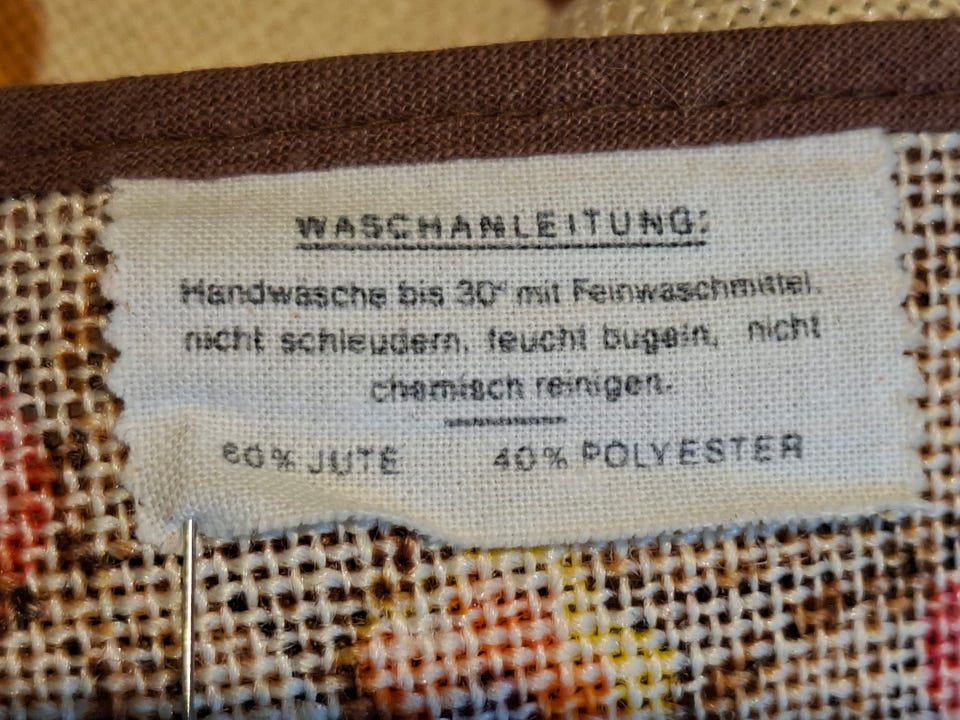 WASCHANLEITUNG:
Handwäsche bis 30° mit Feinwaschmittel,
nicht schleudern, feucht bügeln, nicht
chemisch reinigen.
60% JUTE 40% POLYESTER